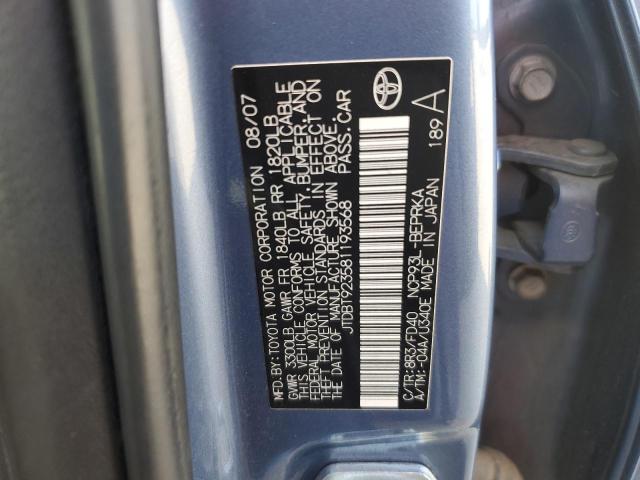 MFD.BY:TOYOTA MOTOR CORPORATION 08/07
GVWR 3300LB GAWR FR 1840LB RR 1820LB
THIS VEHICLE CONFORMS TO ALL APPLICABLE
FEDERAL MOTOR VEHICLE SAFETY, BUMPER, AND
THEFT PREVENTION STANDARDS IN EFFECT ON
THE DATE OF MANUFACTURE SHOWN ABOVE.
JTDBT923581193568 PASS.CAR
C/TR:8R3/FD40 NCP93L-BEPRKA 189A
A/TM:-04A/U340E MADE IN JAPAN